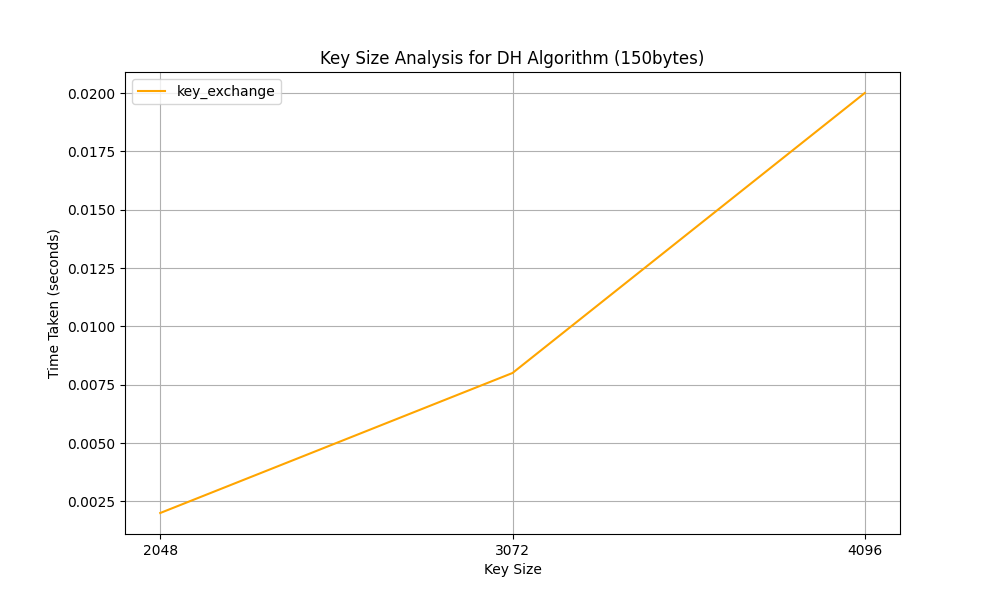 Key Size Analysis for DH Algorithm (150bytes)
key_exchange
Time Taken (seconds)
0.0200
0.0175
0.0150
0.0125
0.0100
0.0075
0.0050
0.0025
2048 3072 4096
Key Size